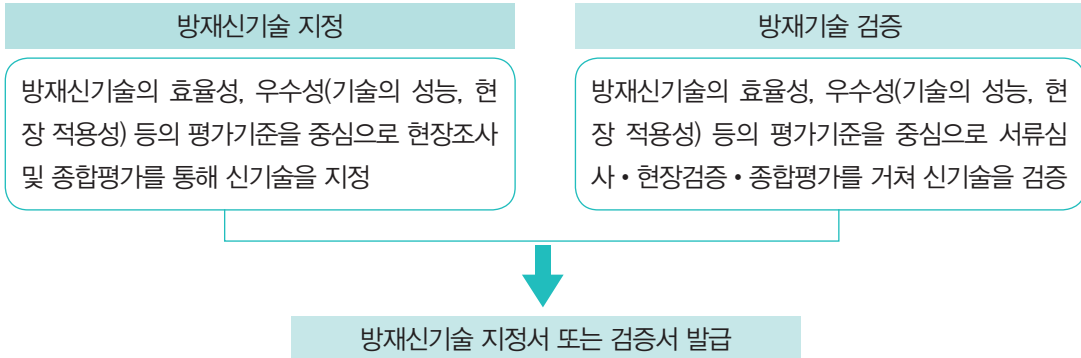 방재신기술 지정
방재신기술의 효율성, 우수성(기술의 성능, 현
장 적용성) 등의 평가기준을 중심으로 현장조사
및 종합평가를 통해 신기술을 지정
방재기술 검증
방재신기술의 효율성, 우수성(기술의 성능, 현
장 적용성) 등의 평가기준을 중심으로 서류심
사 • 현장검증 • 종합평가를 거쳐 신기술을 검증
방재신기술 지정서 또는 검증서 발급